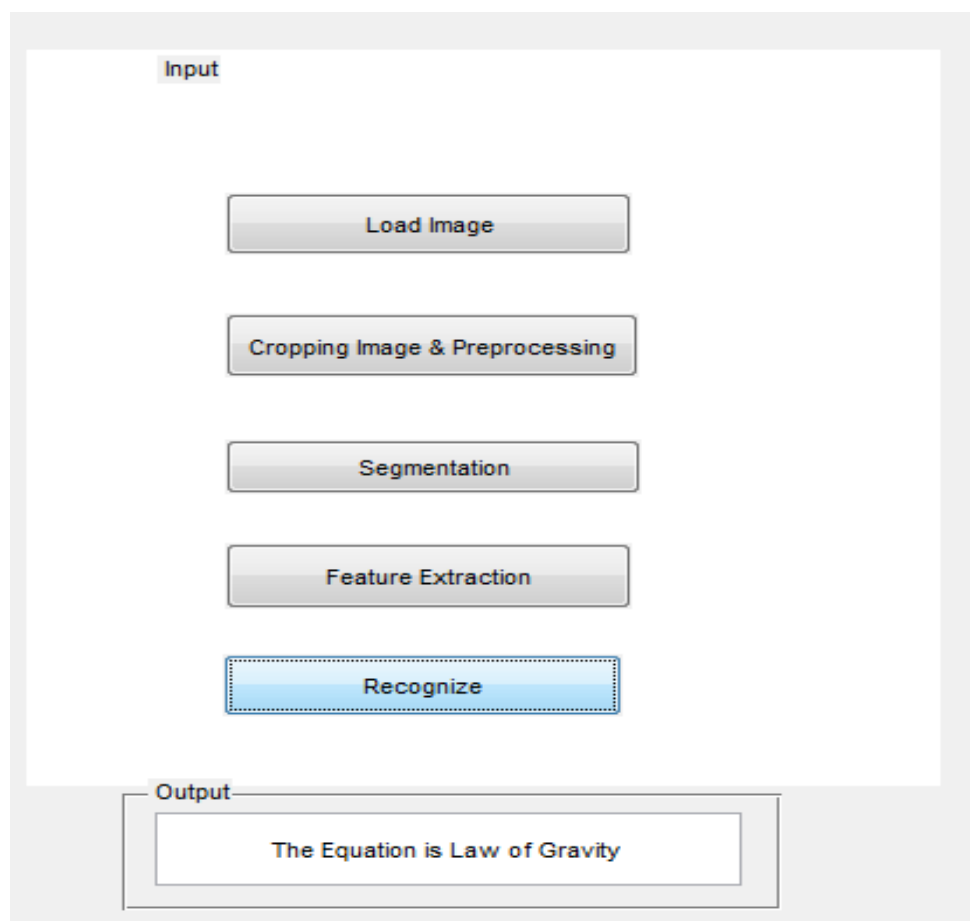 Input
Load Image
Cropping Image & Preprocessing
Segmentation
Feature Extraction
Recognize
Output
The Equation is Law of Gravity